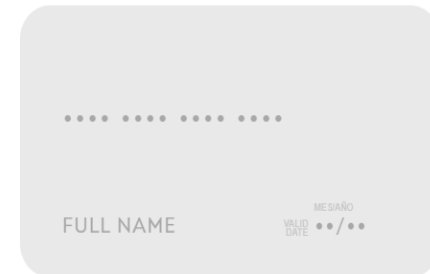 •••• •••• •••• ••••
MES/AÑO
FULL NAME VALID DATE ••/••